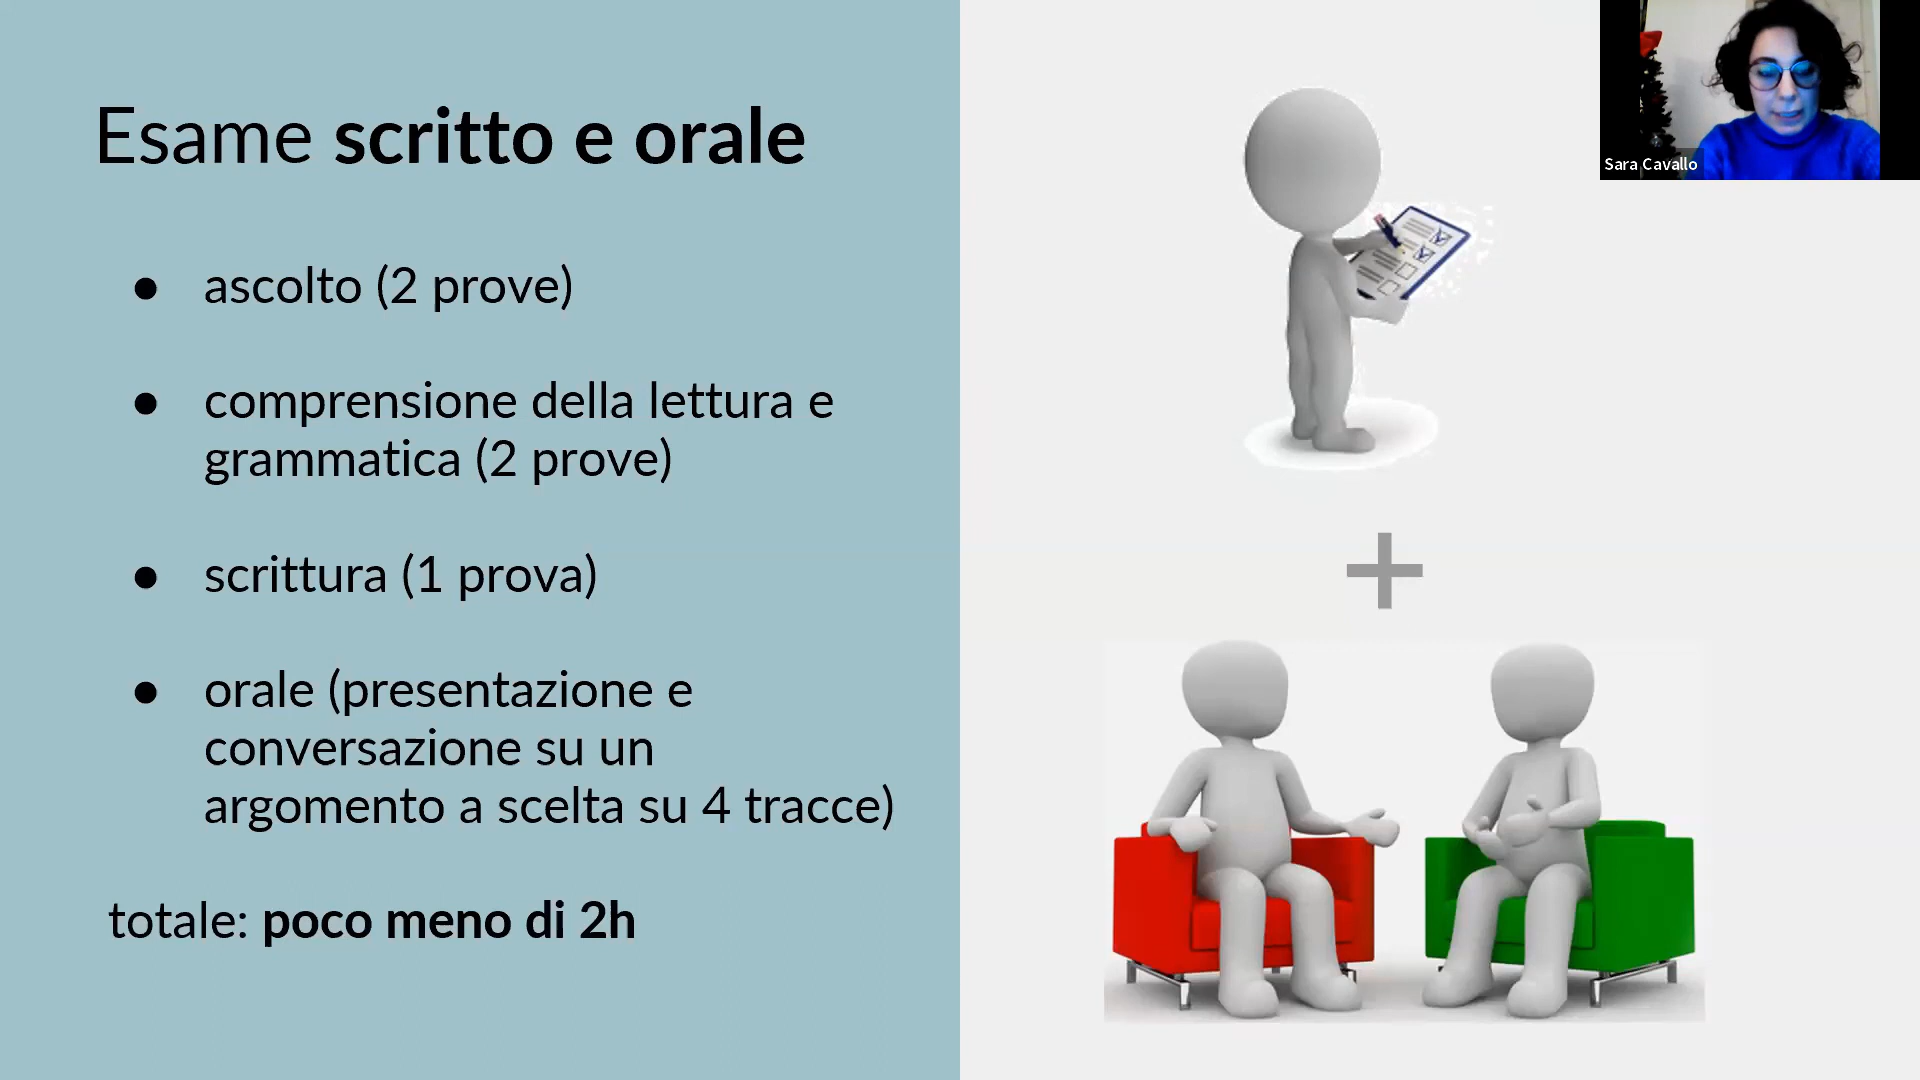 Esame scritto e orale
● ascolto (2 prove)
● comprensione della lettura e
grammatica (2 prove)
● scrittura (1 prova)
● orale (presentazione e
conversazione su un
argomento a scelta su 4 tracce)
totale: poco meno di 2h
Sara Cavallo